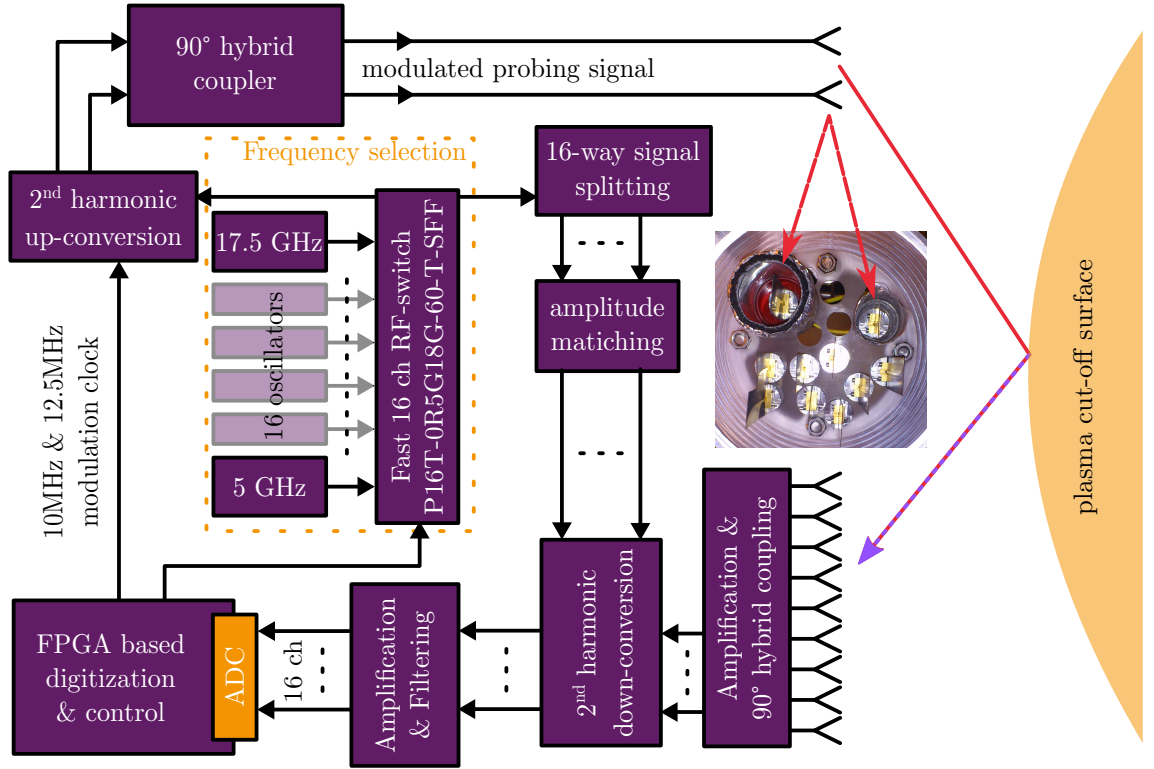 90° hybrid
coupler
modulated probing signal
Frequency selection
16-way signal
splitting
2nd harmonic
up-conversion
17.5 GHz
16 oscillators
5 GHz
Fast 16 ch RF-switch
P16T-0R5G18G-60-T-SFF
amplitude
matiching
10MHz & 12.5MHz
modulation clock
plasma cut-off surface
FPGA based
digitization
& control
ADC
16 ch
Amplification
& Filtering
2nd harmonic
down-conversion
Amplification &
90° hybrid coupling